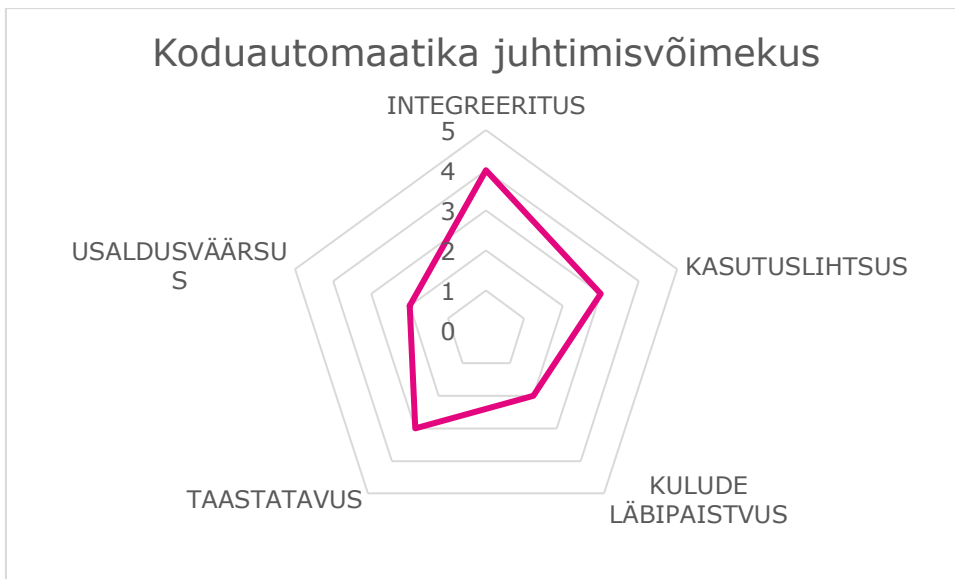 Koduautomaatika juhtimisvõimekus
INTEGREERITUS
5
4
3
2
1
0
USALDUSVÄÄRSU
S
KASUTUSLIHTSUS
TAASTATAVUS
KULUDE
LÄBIPAISTVUS